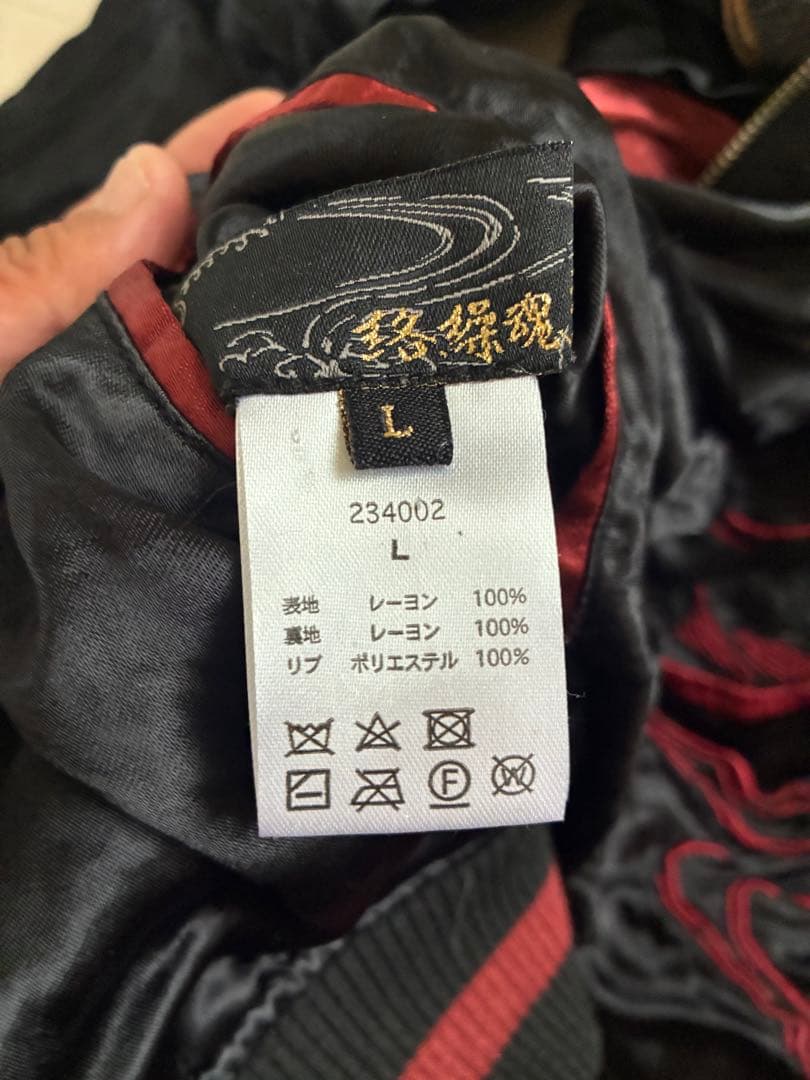 珞繰魂
L
234002
L
表地 レーヨン 100%
裏地 レーヨン 100%
リブ ポリエステル 100%
F W